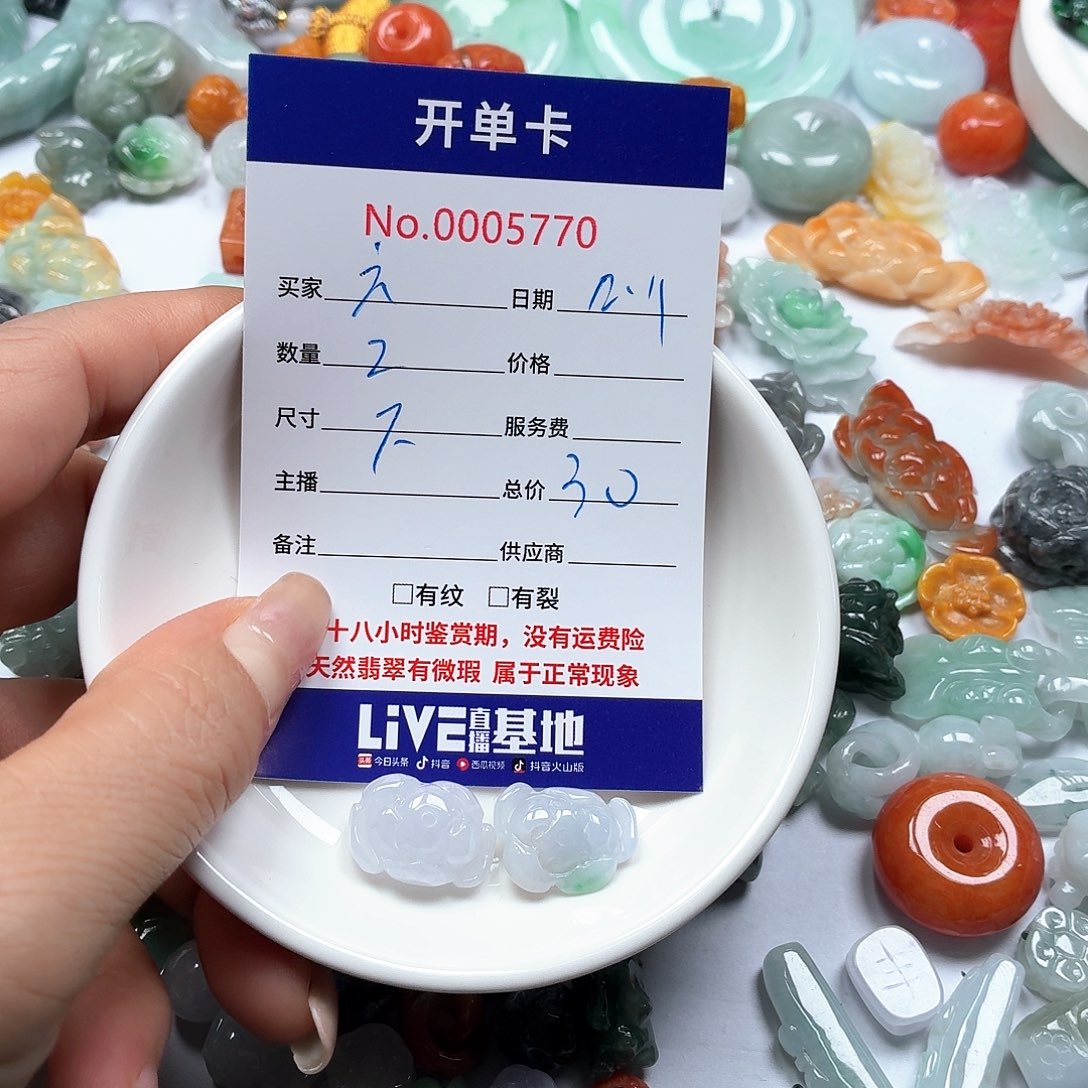 开单卡
No.0005770
买家 日期 12.11
数量 2 价格
尺寸 服务费
主播 总价 30
备注 供应商
□有纹 □有裂
十八小时鉴赏期，没有运费险
天然翡翠有微瑕 属于正常现象
LiVE直播基地
头条 今日头条 抖音 西瓜视频 抖音火山版